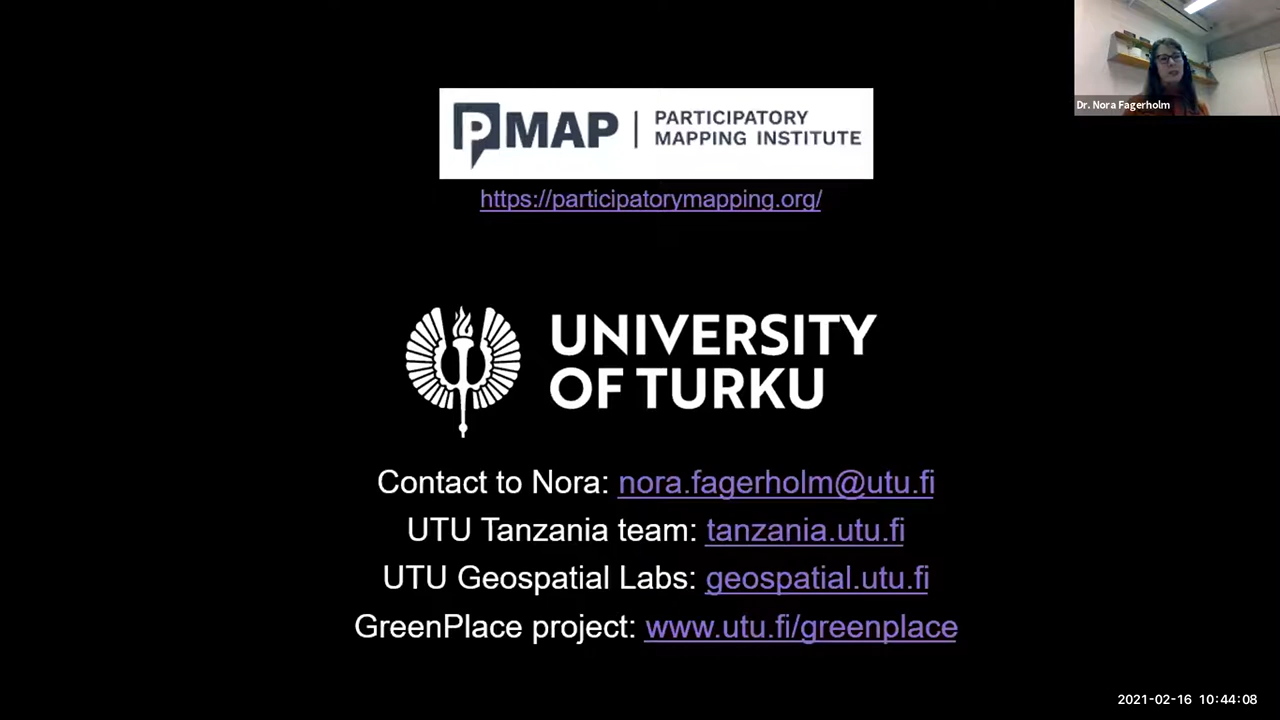 Dr. Nora Fagerholm
PMAP | PARTICIPATORY
MAPPING INSTITUTE
https://participatorymapping.org/
UNIVERSITY
OF TURKU
Contact to Nora: nora.fagerholm@utu.fi
UTU Tanzania team: tanzania.utu.fi
UTU Geospatial Labs: geospatial.utu.fi
GreenPlace project: www.utu.fi/greenplace
2021-02-16 10:44:08